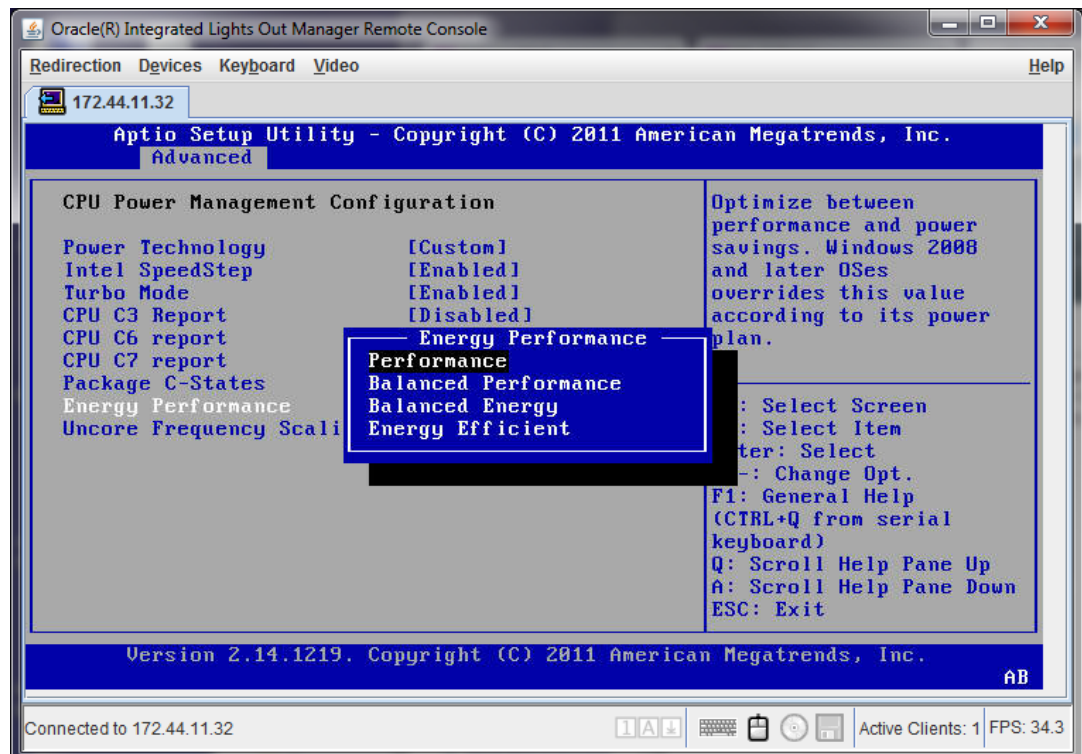 Oracle(R) Integrated Lights Out Manager Remote Console
Redirection Devices Keyboard Video Help
172.44.11.32
Aptio Setup Utility - Copyright (C) 2011 American Megatrends, Inc.
Advanced
CPU Power Management Configuration
Power Technology [Custom]
Intel SpeedStep [Enabled]
Turbo Mode [Enabled]
CPU C3 Report [Disabled]
CPU C6 report
CPU C7 report
Package C-States
Energy Performance
Uncore Frequency Scali
Energy Performance
Performance
Balanced Performance
Balanced Energy
Energy Efficient
Optimize between
performance and power
savings. Windows 2008
and later OSes
overrides this value
according to its power
plan.
: Select Screen
: Select Item
ter: Select
-: Change Opt.
F1: General Help
(CTRL+Q from serial
keyboard)
Q: Scroll Help Pane Up
A: Scroll Help Pane Down
ESC: Exit
Version 2.14.1219. Copyright (C) 2011 American Megatrends, Inc.
AB
Connected to 172.44.11.32 1 A Active Clients: 1 FPS: 34.3